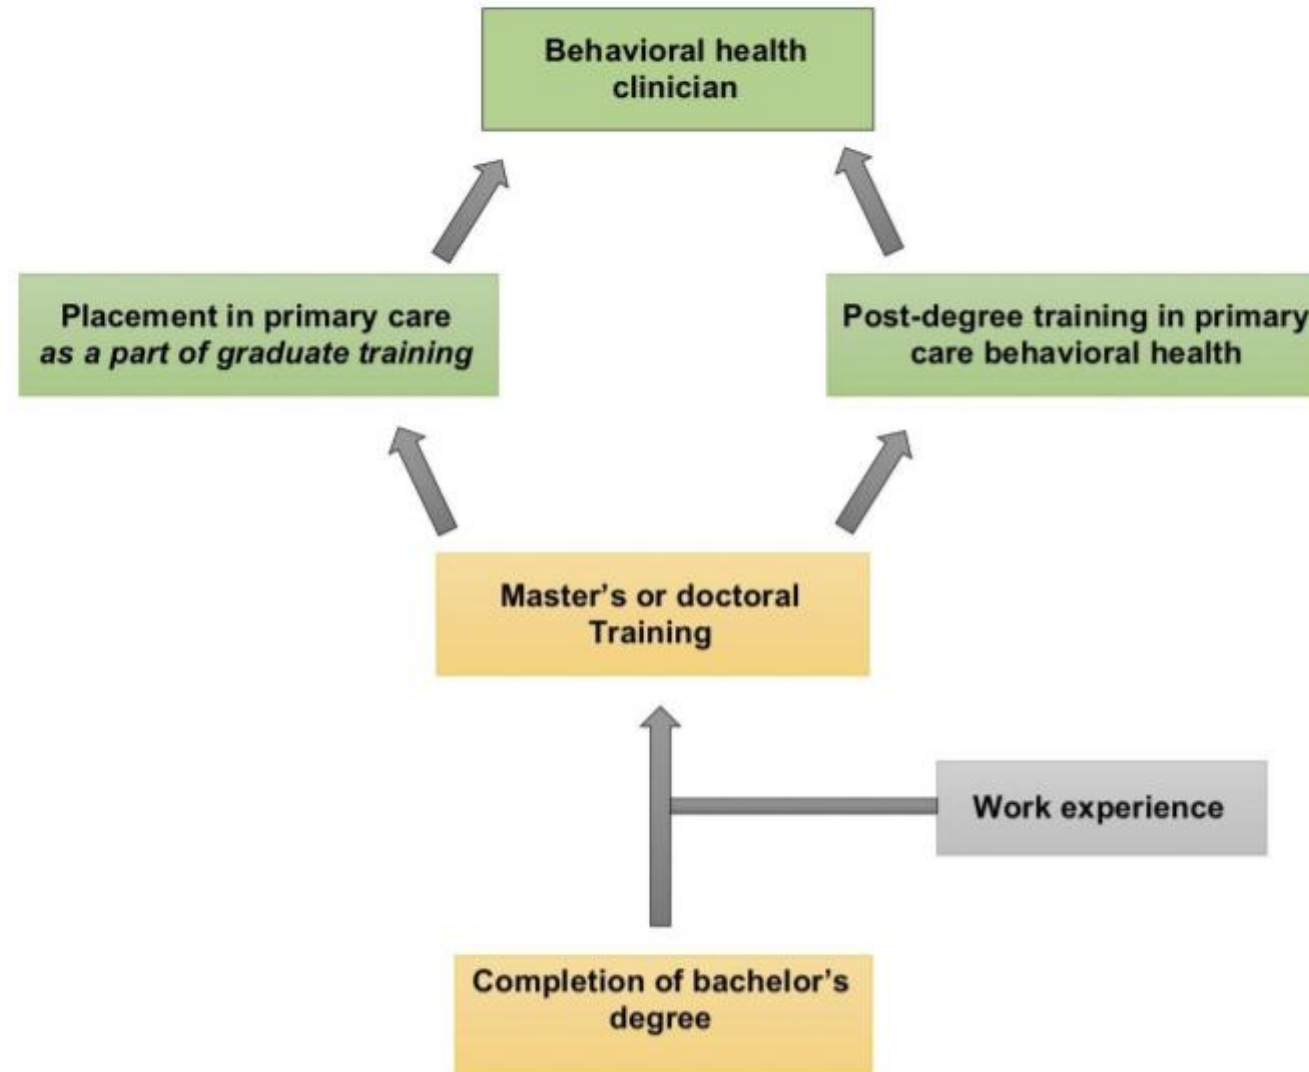 Behavioral health
clinician
Placement in primary care
as a part of graduate training
Post-degree training in primary
care behavioral health
Master’s or doctoral
Training
Work experience
Completion of bachelor’s
degree